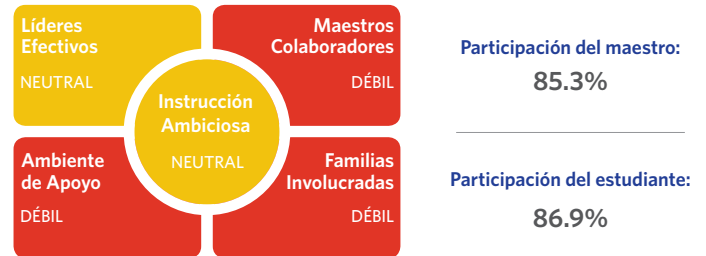 Líderes
Efectivos
NEUTRAL
Maestros
Colaboradores
DÉBIL
Instrucción
Ambiciosa
NEUTRAL
Ambiente
de Apoyo
DÉBIL
Familias
Involucradas
DÉBIL
Participación del maestro:
85.3%
Participación del estudiante:
86.9%